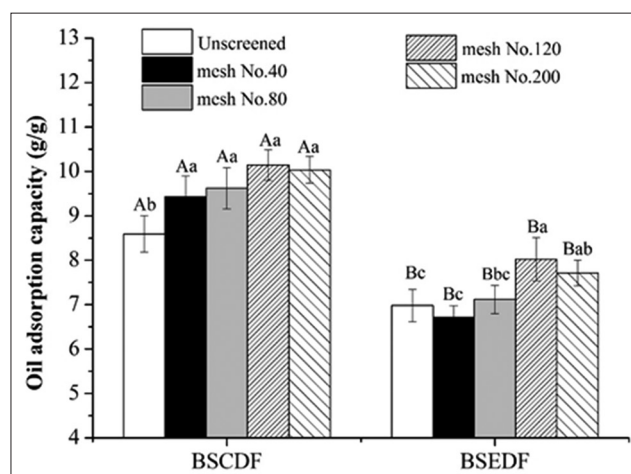 13
12
11
10
9
8
7
6
5
4
Oil adsorption capacity (g/g)
Unscreened
mesh No.40
mesh No.80
mesh No.120
mesh No.200
Ab
Aa
Aa
Aa
Aa
Bc
Bc
Bbc
Ba
Bab
BSCDF
BSEDF